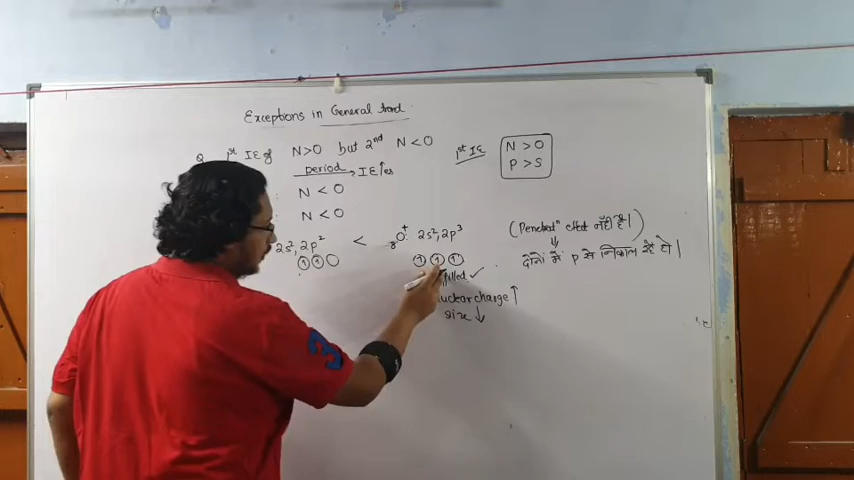 Exceptions in General trend
Q 1st IE of N>O but 2nd N<O
1st IE
N > O
P > S
period → IE↑es
N < O
N < O
2s², 2p² < 8O⁺ 2s², 2p³
(Penetratⁿ effect नहीं है।)
दोनों में p से निकाल रहे हो।
filled ✓
nuclear charge ↑
size ↓